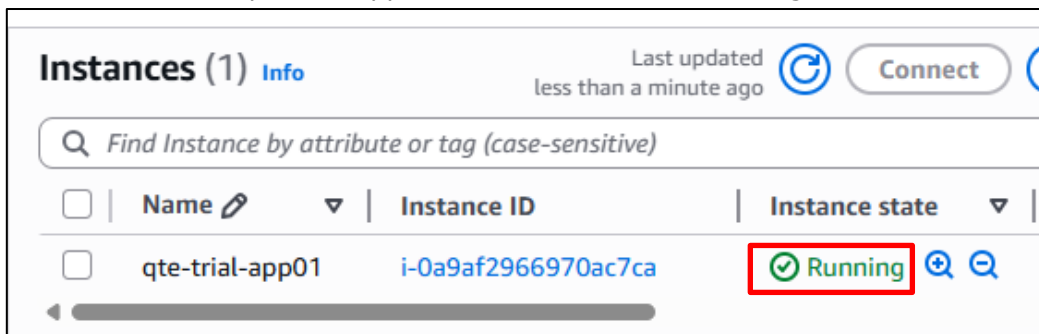 Instances (1) Info
Last updated
less than a minute ago
Connect
Find Instance by attribute or tag (case-sensitive)
Name
Instance ID
Instance state
qte-trial-app01
i-0a9af2966970ac7ca
Running